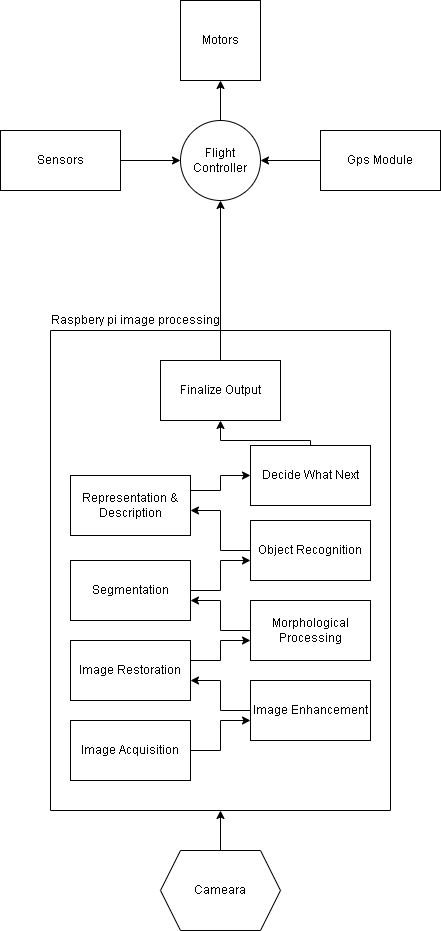 Motors
Sensors
Flight
Controller
Gps Module
Raspbery pi image processing
Finalize Output
Decide What Next
Representation &
Description
Object Recognition
Segmentation
Morphological
Processing
Image Restoration
Image Enhancement
Image Acquisition
Cameara